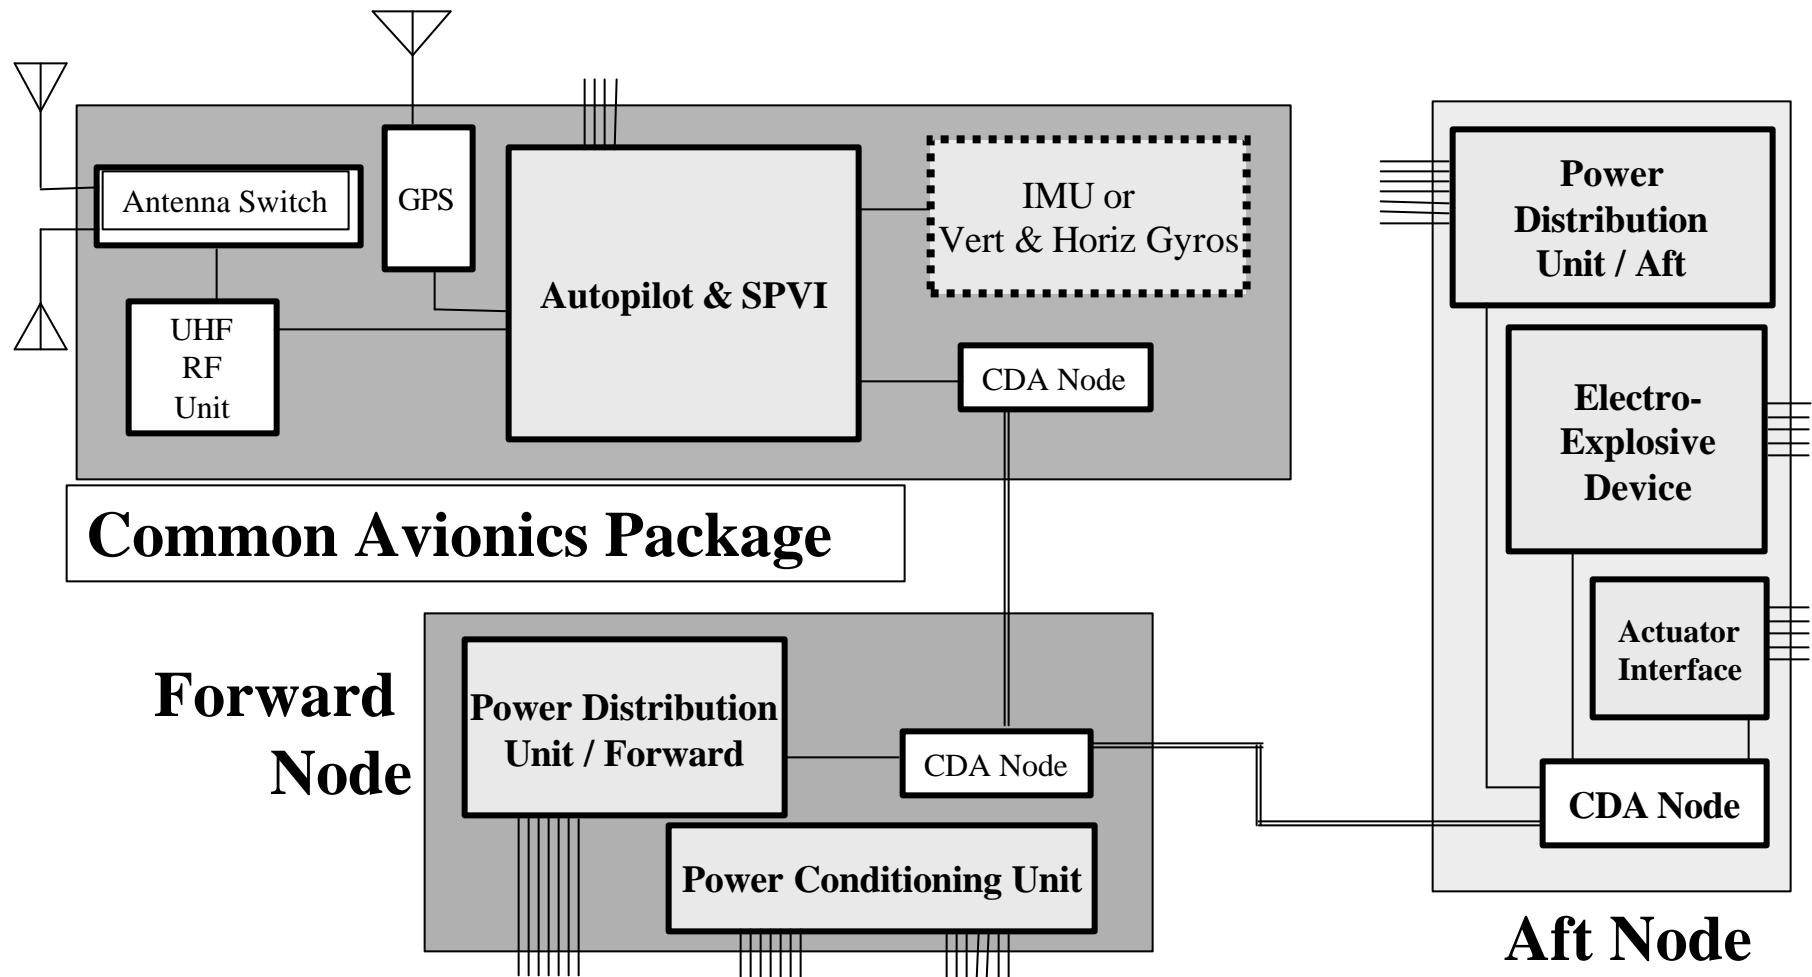 Antenna Switch
GPS
UHF
RF
Unit
Autopilot & SPVI
IMU or
Vert & Horiz Gyros
CDA Node
Common Avionics Package
Forward
Node
Power Distribution
Unit / Forward
CDA Node
Power Conditioning Unit
Power
Distribution
Unit / Aft
Electro-
Explosive
Device
Actuator
Interface
CDA Node
Aft Node